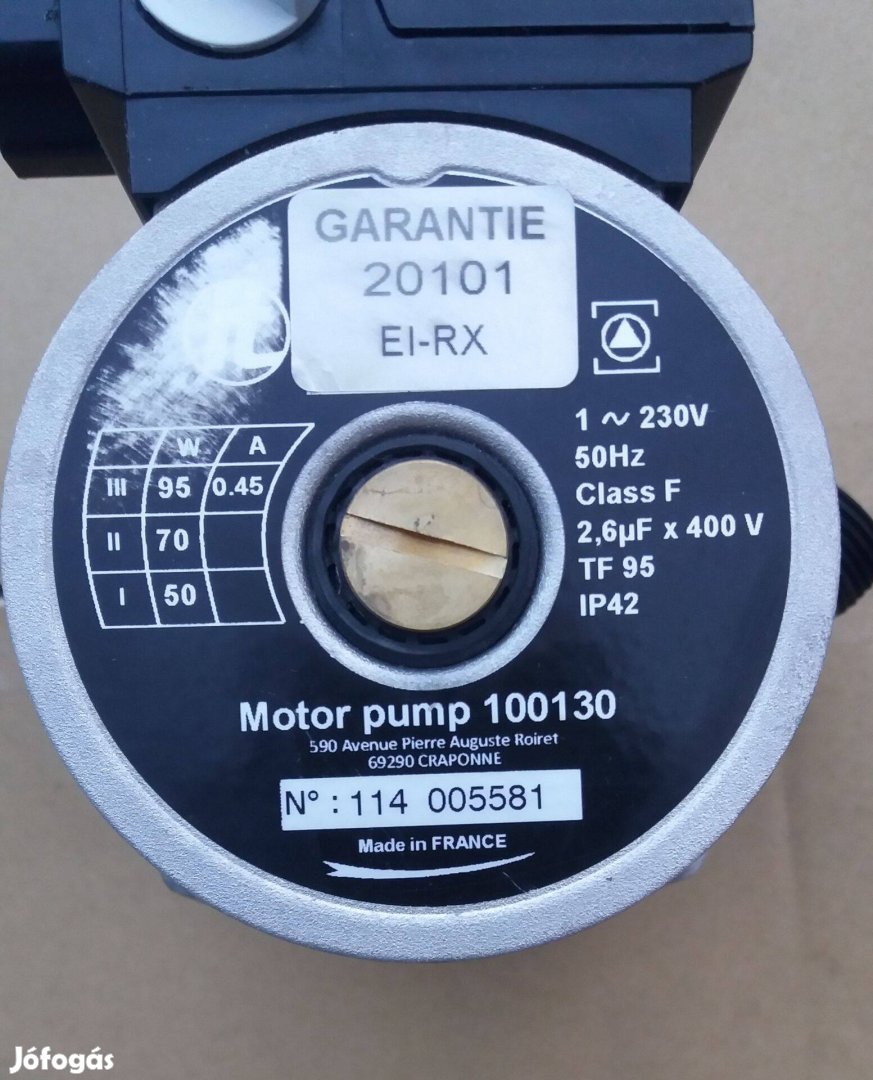 GARANTIE
20101
EI-RX
W A
III 95 0.45
II 70
I 50
1 ~ 230V
50Hz
Class F
2,6µF x 400 V
TF 95
IP42
Motor pump 100130
590 Avenue Pierre Auguste Roiret
69290 CRAPONNE
N° : 114 005581
Made in FRANCE
Jófogás